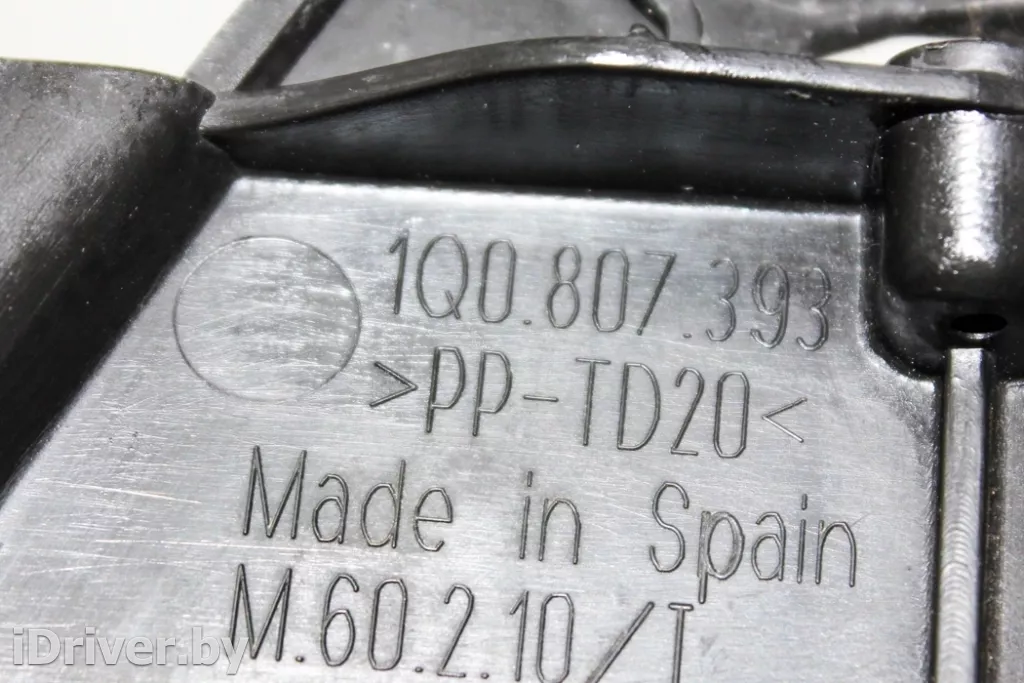 1Q0.807.393
>PP-TD20<
Made in Spain
M.60.2.10/T
iDriver.by